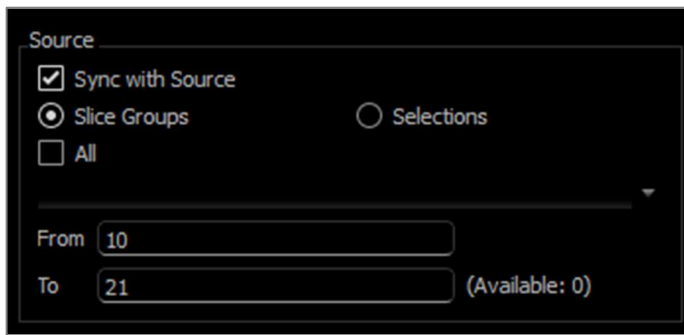 Source
Sync with Source
Slice Groups Selections
All
From 10
To 21 (Available: 0)